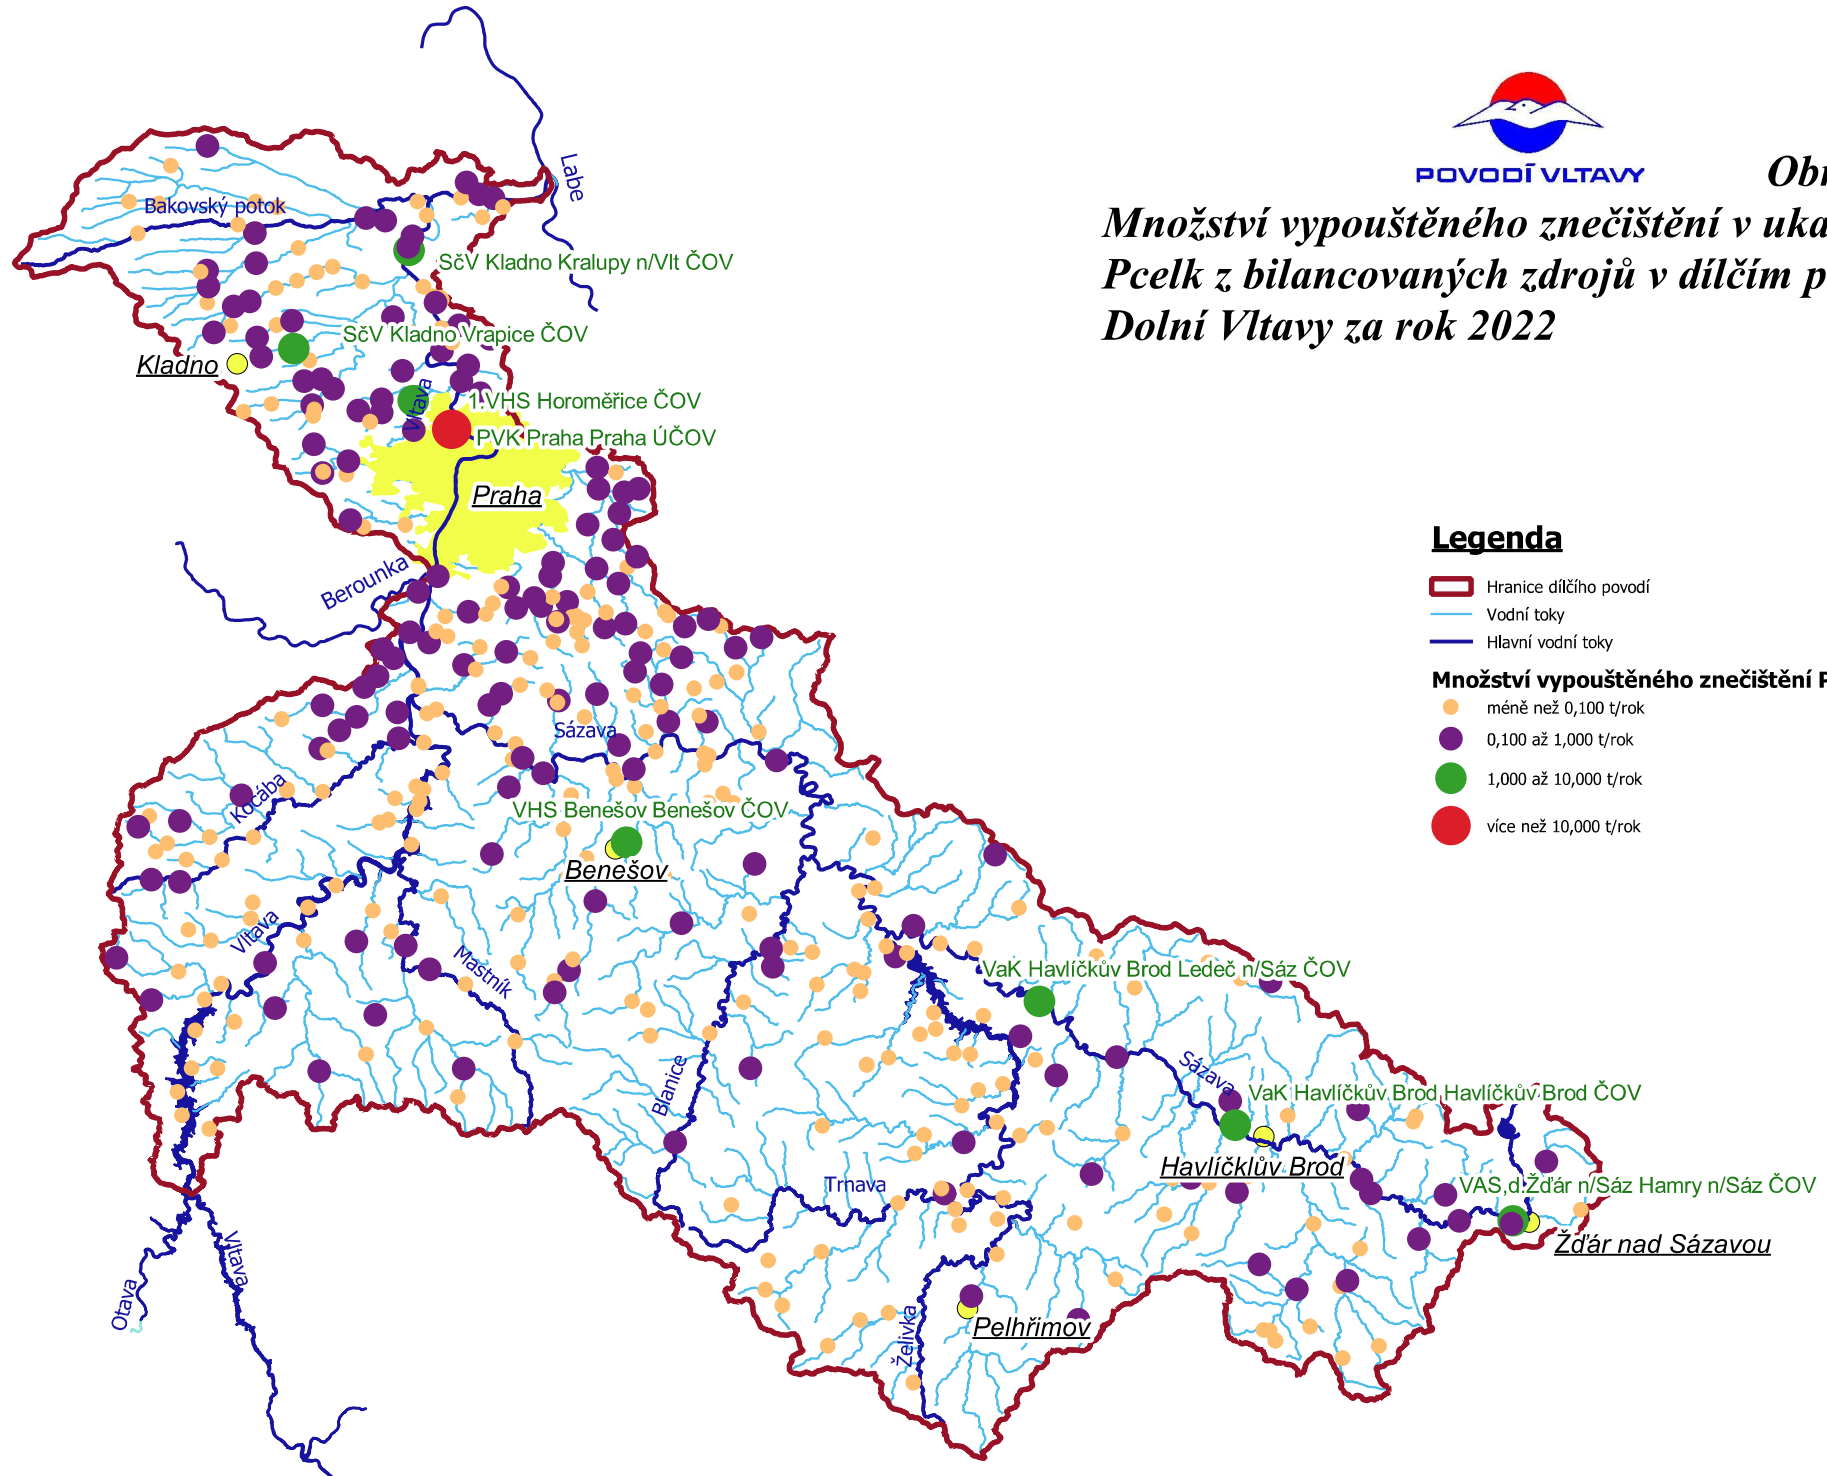 POVODÍ VLTAVY
Množství vypouštěného znečištění v
Pcelk z bilancovaných zdrojů v dílčím
Dolní Vltavy za rok 2022
Labe
Bakovský potok
SčV Kladno Kralupy n/Vlt ČOV
SčV Kladno Vrapice ČOV
Kladno
Vltava
1.VHS Horoměřice ČOV
PVK Praha Praha ÚČOV
Praha
Berounka
Legenda
Hranice dílčího povodí
Vodní toky
Hlavní vodní toky
Množství vypouštěného znečištění
méně než 0,100 t/rok
0,100 až 1,000 t/rok
1,000 až 10,000 t/rok
více než 10,000 t/rok
Sázava
Kocába
VHS Benešov Benešov ČOV
Benešov
Vltava
Mastník
VaK Havlíčkův Brod Ledeč n/Sáz ČOV
Sázava
Blanice
VaK Havlíčkův Brod Havlíčkův Brod ČOV
Havlíčklův Brod
Trnava
VAS,d.Žďár n/Sáz Hamry n/Sáz ČOV
Žďár nad Sázavou
Vltava
Otava
Želivka
Pelhřimov